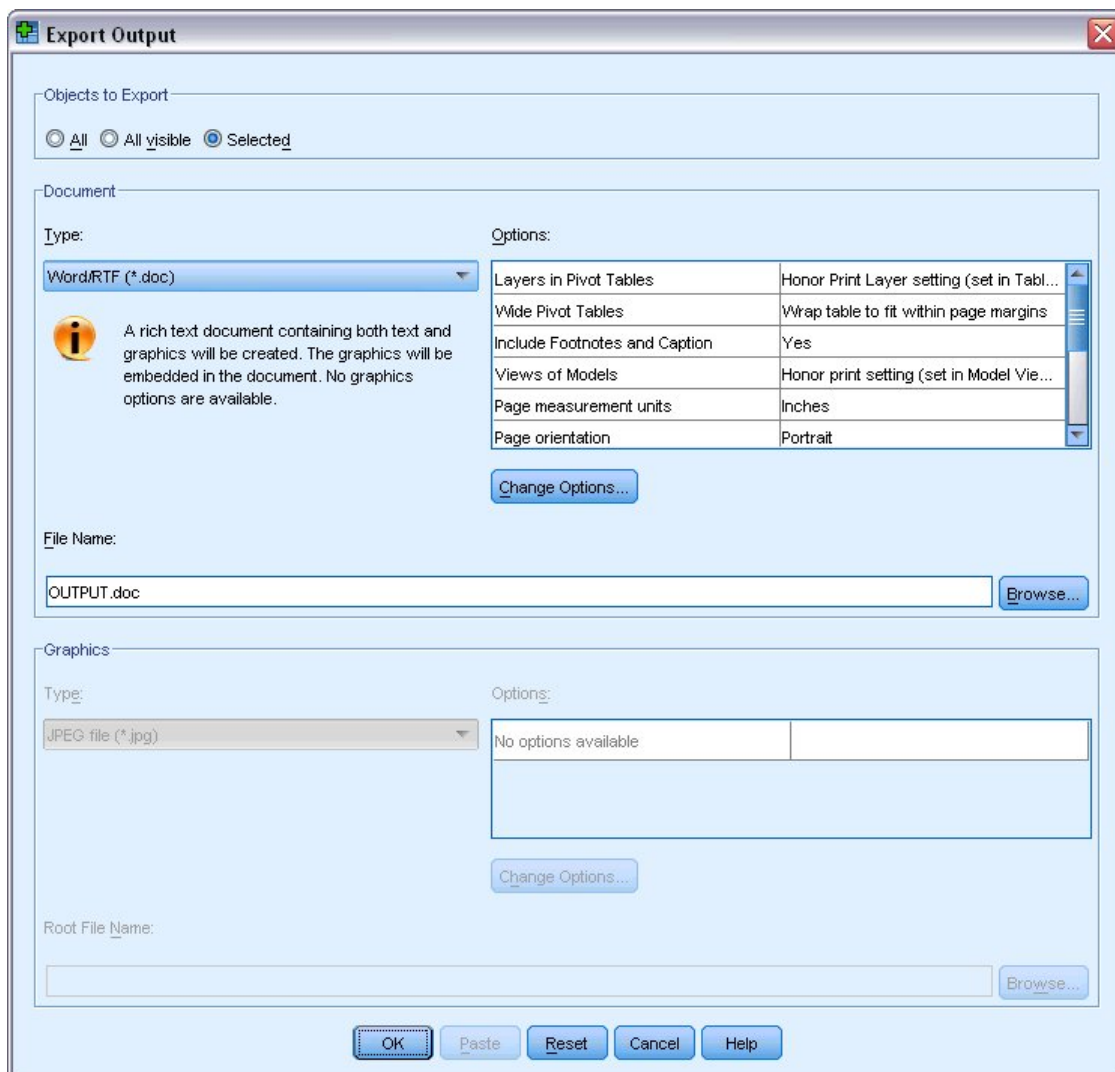 Export Output
Objects to Export
All All visible Selected
Document
Type:
Word/RTF (*.doc)
A rich text document containing both text and
graphics will be created. The graphics will be
embedded in the document. No graphics
options are available.
Options:
Layers in Pivot Tables Honor Print Layer setting (set in Tabl...
Wide Pivot Tables Wrap table to fit within page margins
Include Footnotes and Caption Yes
Views of Models Honor print setting (set in Model Vie...
Page measurement units Inches
Page orientation Portrait
Change Options...
File Name:
OUTPUT.doc Browse...
Graphics
Type:
JPEG file (*.jpg)
Options:
No options available
Change Options...
Root File Name:
Browse...
OK Paste Reset Cancel Help